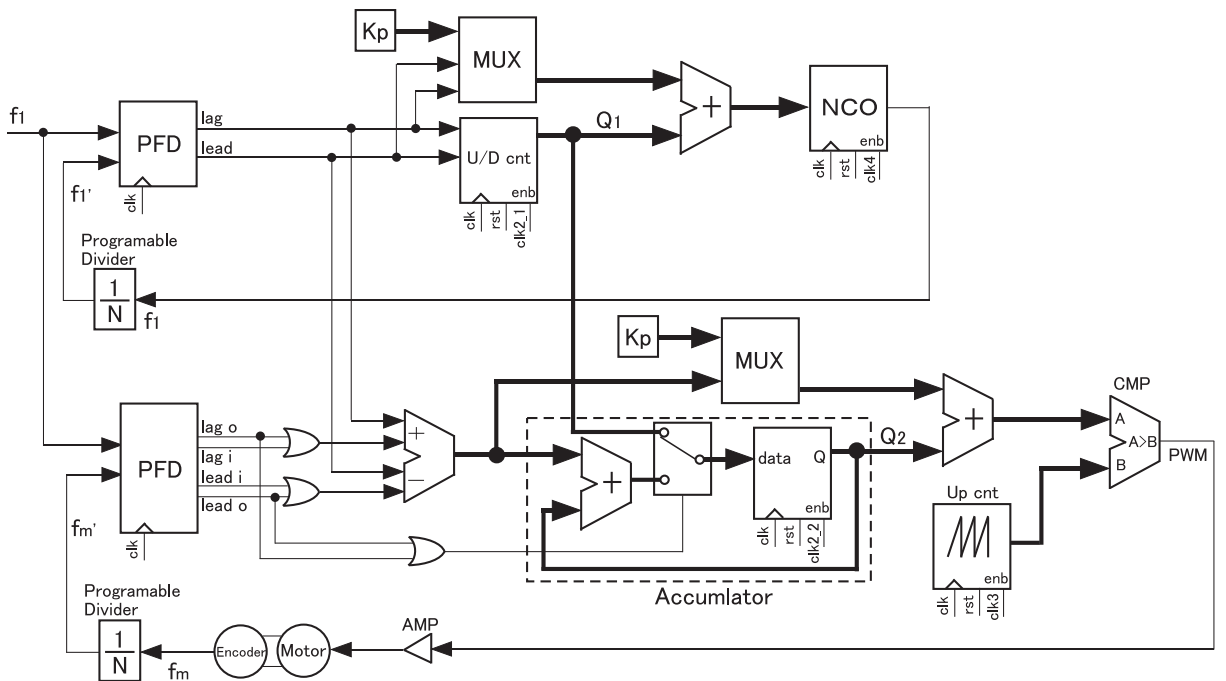 Kp
MUX
f1
PFD
lag
lead
clk
f1'
U/D cnt
enb
clk
rst
clk2_1
Q1
+
NCO
enb
clk
rst
clk4
Programable
Divider
1
N
f1
Kp
MUX
PFD
lag o
lag i
lead i
lead o
clk
fm'
+
−
+
data
Q
enb
clk
rst
clk2_2
Accumlator
Q2
+
CMP
A
A>B
B
PWM
Up cnt
enb
clk
rst
clk3
Programable
Divider
1
N
fm
Encoder
Motor
AMP